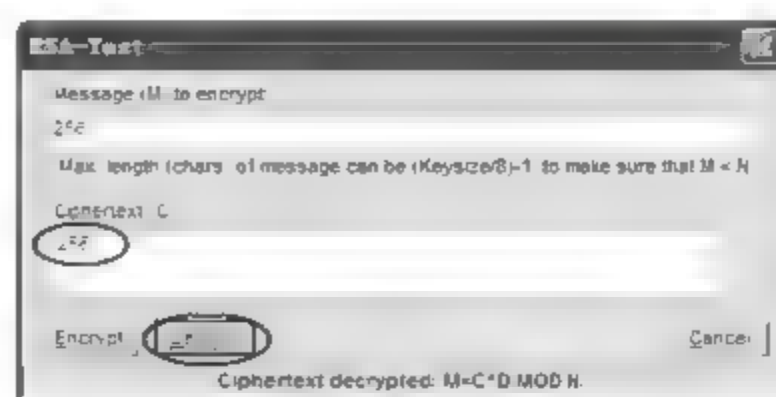 RSA-Test
Message (M) to encrypt
Max. length (chars) of message can be (Keysize/8)-1 to make sure that M < N
Ciphertext C
Encrypt
Cancel
Ciphertext decrypted: M=C^D MOD N.